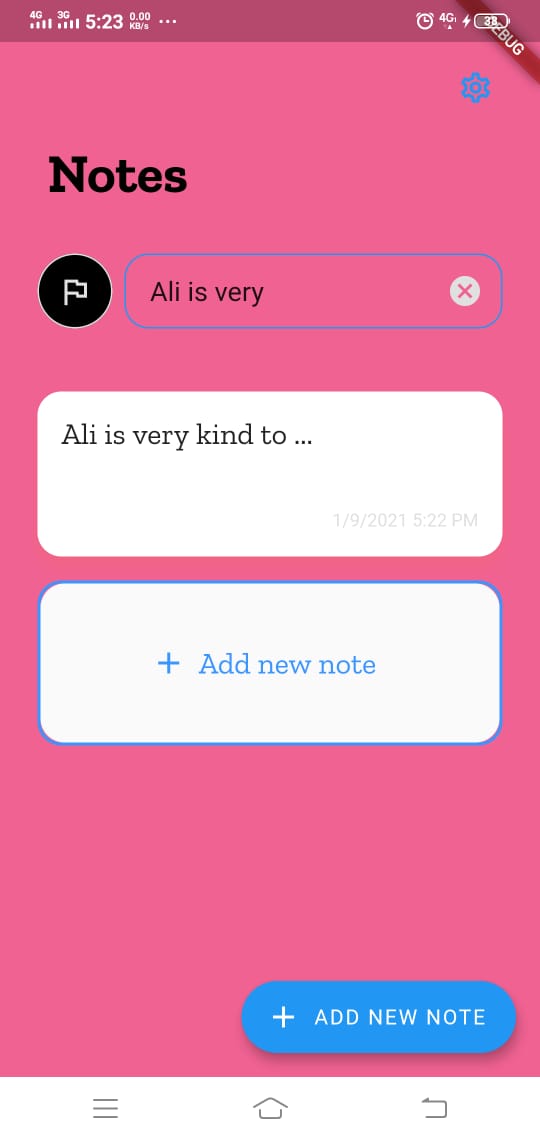 4G 3G 5:23 0.00 KB/s ... 4G 38
DEBUG
Notes
Ali is very
Ali is very kind to ...
1/9/2021 5:22 PM
+ Add new note
+ ADD NEW NOTE